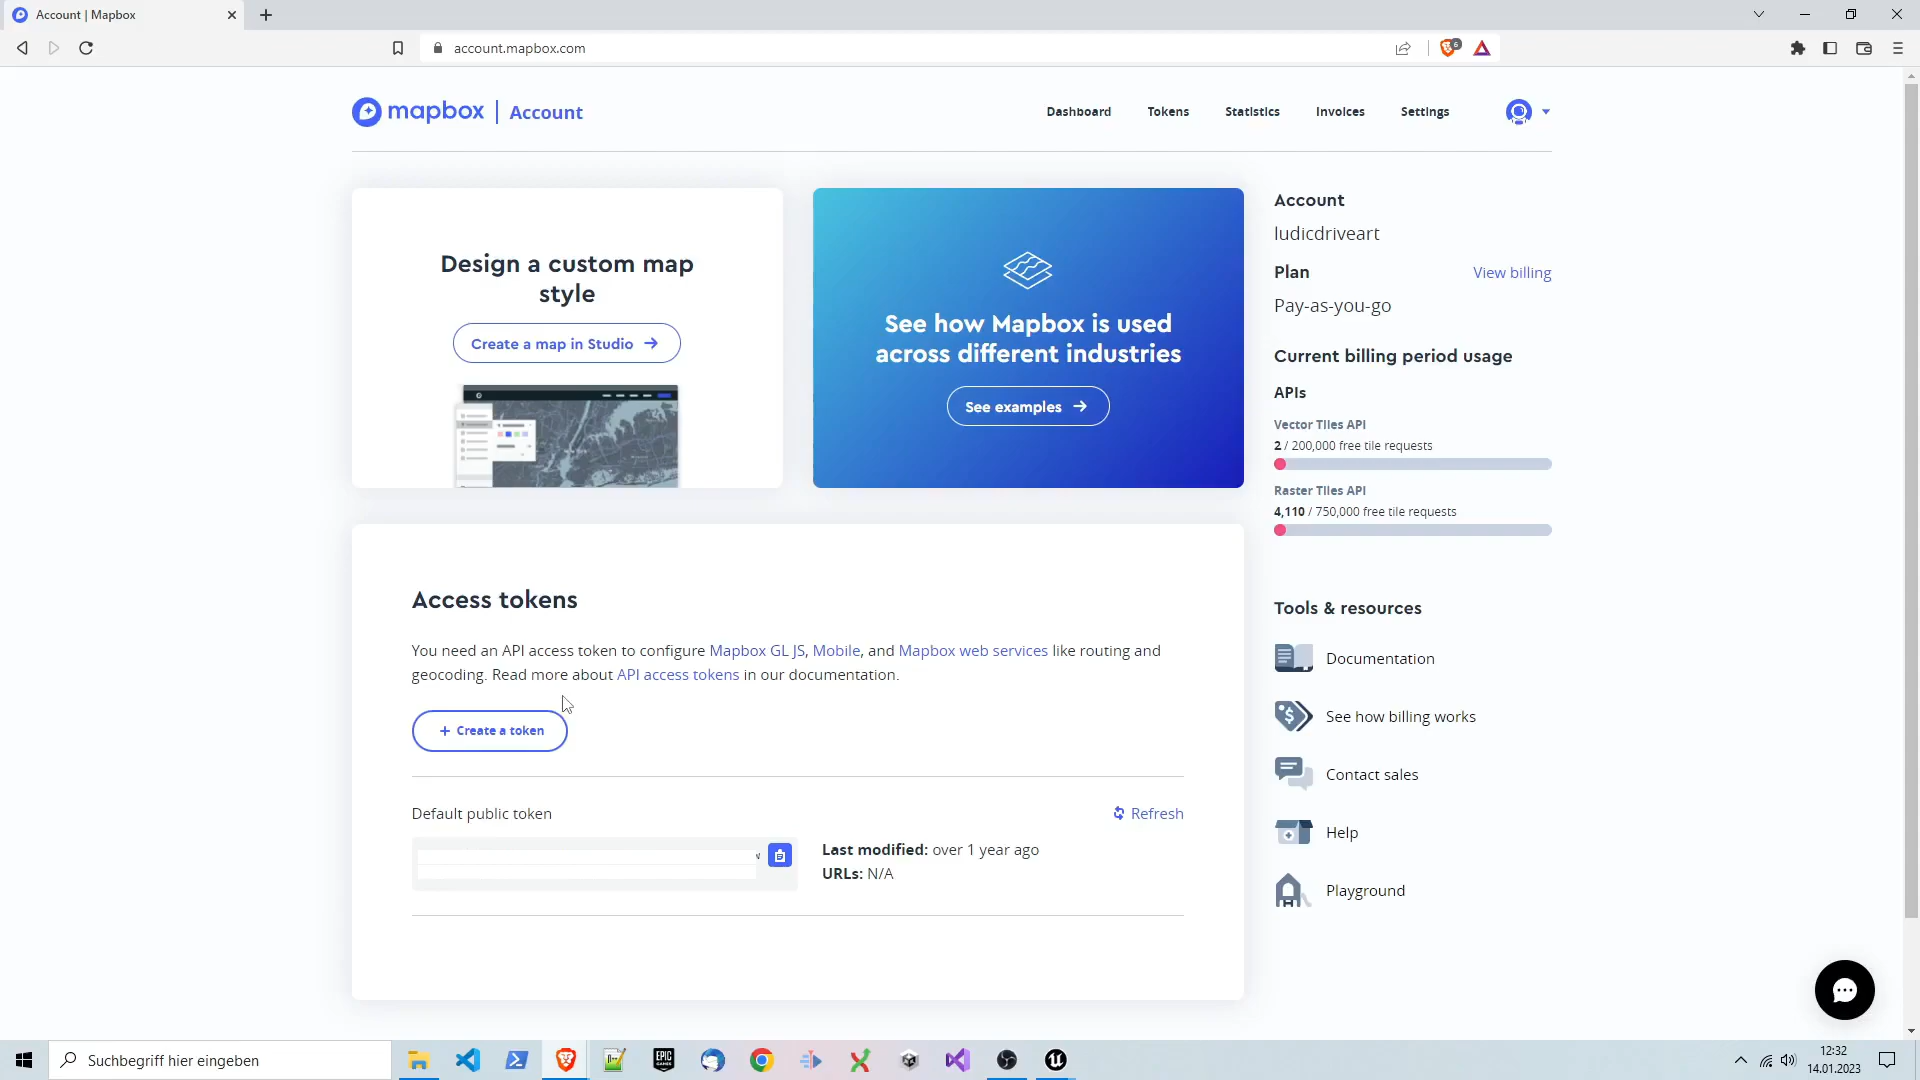 Account | Mapbox
account.mapbox.com
6
mapbox | Account
Dashboard
Tokens
Statistics
Invoices
Settings
Design a custom map
style
Create a map in Studio
See how Mapbox is used
across different industries
See examples
Account
ludicdriveart
Plan
View billing
Pay-as-you-go
Current billing period usage
APIs
Vector Tiles API
2 / 200,000 free tile requests
Raster Tiles API
4,110 / 750,000 free tile requests
Access tokens
You need an API access token to configure Mapbox GL JS, Mobile, and Mapbox web services like routing and
geocoding. Read more about API access tokens in our documentation.
+ Create a token
Default public token
Refresh
Last modified: over 1 year ago
URLs: N/A
Tools & resources
Documentation
See how billing works
Contact sales
Help
Playground
Suchbegriff hier eingeben
EPIC
GAMES
12:32
14.01.2023